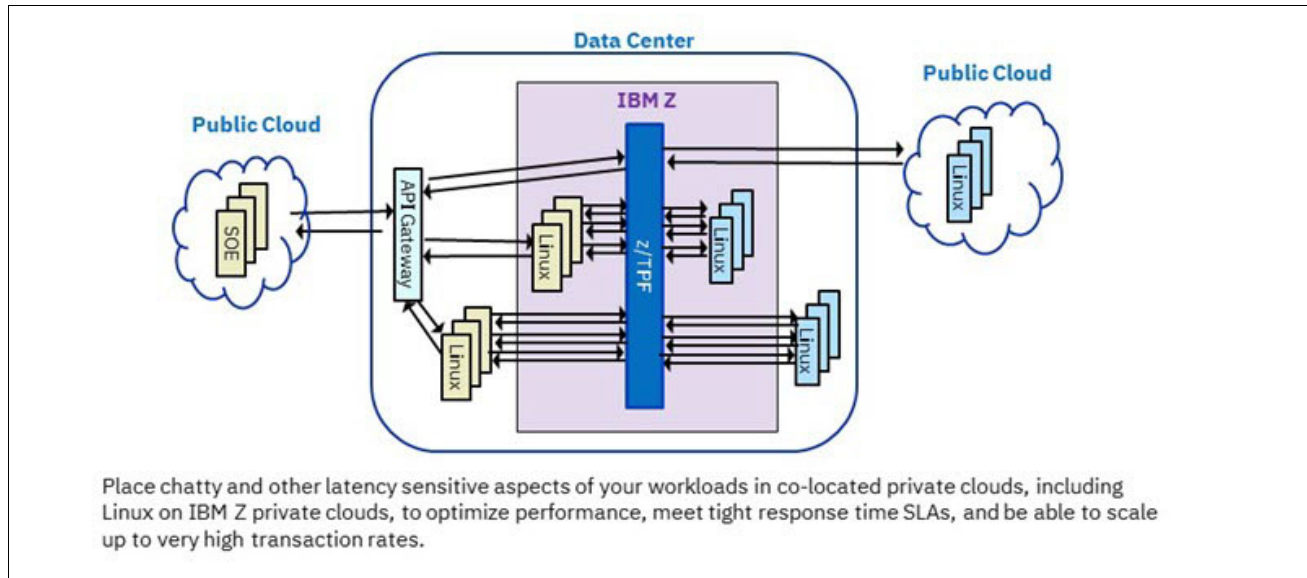 Data Center
Public Cloud
IBM Z
Public Cloud
SOE
API Gateway
Linux
Linux
z/TPF
Linux
Linux
Linux
Place chatty and other latency sensitive aspects of your workloads in co-located private clouds, including
Linux on IBM Z private clouds, to optimize performance, meet tight response time SLAs, and be able to scale
up to very high transaction rates.